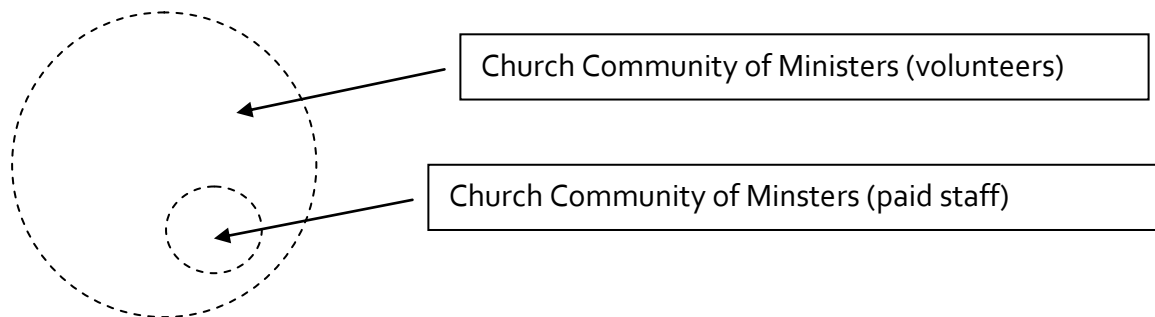 Church Community of Ministers (volunteers)
Church Community of Minsters (paid staff)